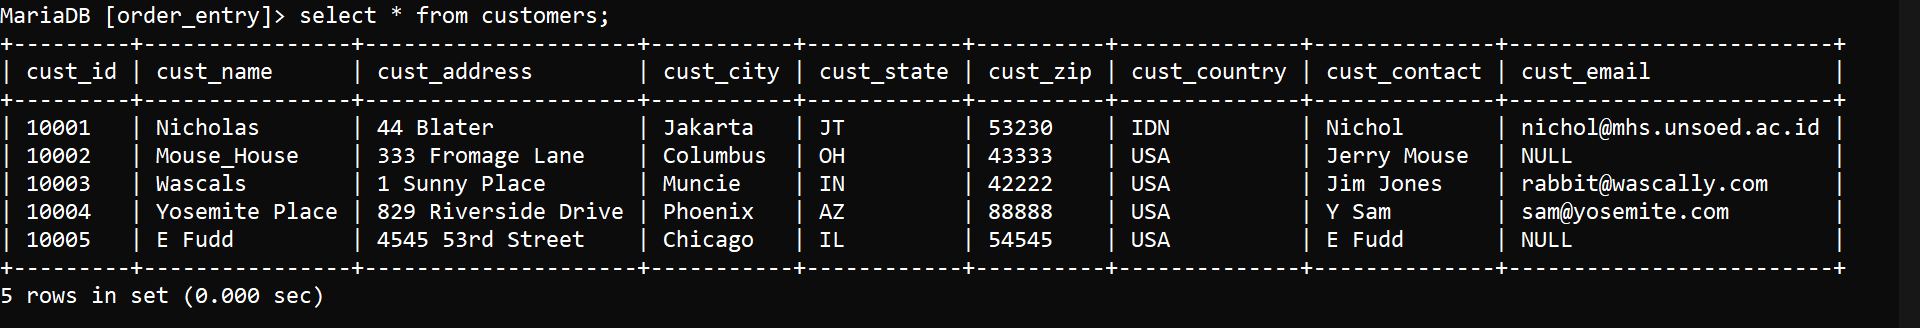 MariaDB [order_entry]> select * from customers;
+---------+----------------+---------------------+-----------+------------+----------+--------------+--------------+-------------------------+
| cust_id | cust_name      | cust_address        | cust_city | cust_state | cust_zip | cust_country | cust_contact | cust_email              |
+---------+----------------+---------------------+-----------+------------+----------+--------------+--------------+-------------------------+
| 10001   | Nicholas       | 44 Blater           | Jakarta   | JT         | 53230    | IDN          | Nichol       | nichol@mhs.unsoed.ac.id |
| 10002   | Mouse_House    | 333 Fromage Lane    | Columbus  | OH         | 43333    | USA          | Jerry Mouse  | NULL                    |
| 10003   | Wascals        | 1 Sunny Place       | Muncie    | IN         | 42222    | USA          | Jim Jones    | rabbit@wascally.com     |
| 10004   | Yosemite Place | 829 Riverside Drive | Phoenix   | AZ         | 88888    | USA          | Y Sam        | sam@yosemite.com        |
| 10005   | E Fudd         | 4545 53rd Street    | Chicago   | IL         | 54545    | USA          | E Fudd       | NULL                    |
+---------+----------------+---------------------+-----------+------------+----------+--------------+--------------+-------------------------+
5 rows in set (0.000 sec)